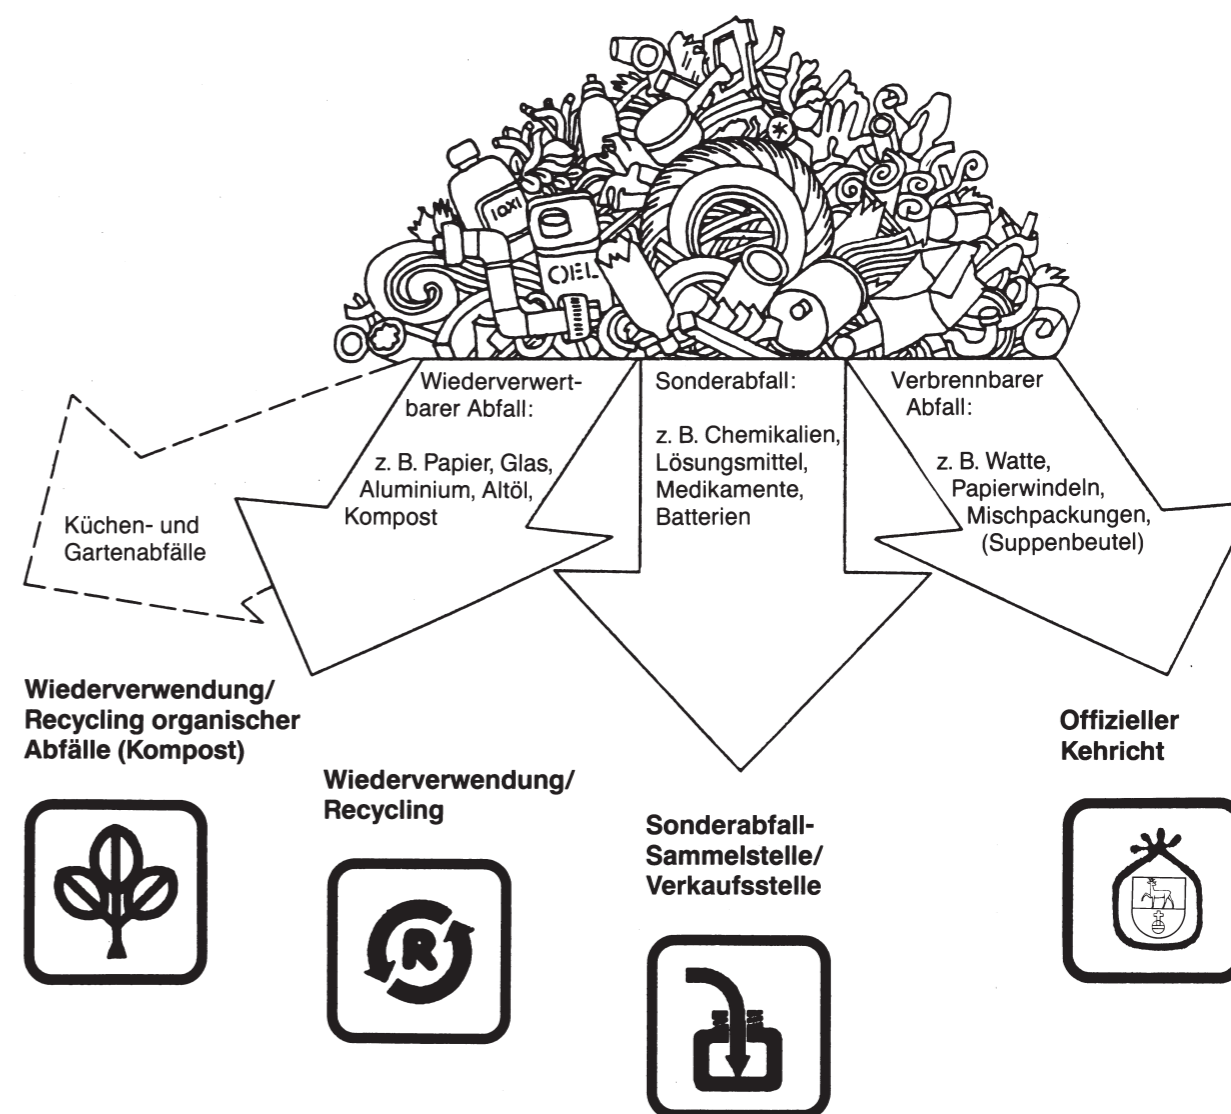 TOXI
OEL
Wiederverwert-
barer Abfall:
z. B. Papier, Glas,
Aluminium, Altöl,
Kompost
Sonderabfall:
z. B. Chemikalien,
Lösungsmittel,
Medikamente,
Batterien
Verbrennbarer
Abfall:
z. B. Watte,
Papierwindeln,
Mischpackungen,
(Suppenbeutel)
Küchen- und
Gartenabfälle
Wiederverwendung/
Recycling organischer
Abfälle (Kompost)
Wiederverwendung/
Recycling
R
Sonderabfall-
Sammelstelle/
Verkaufsstelle
Offizieller
Kehricht